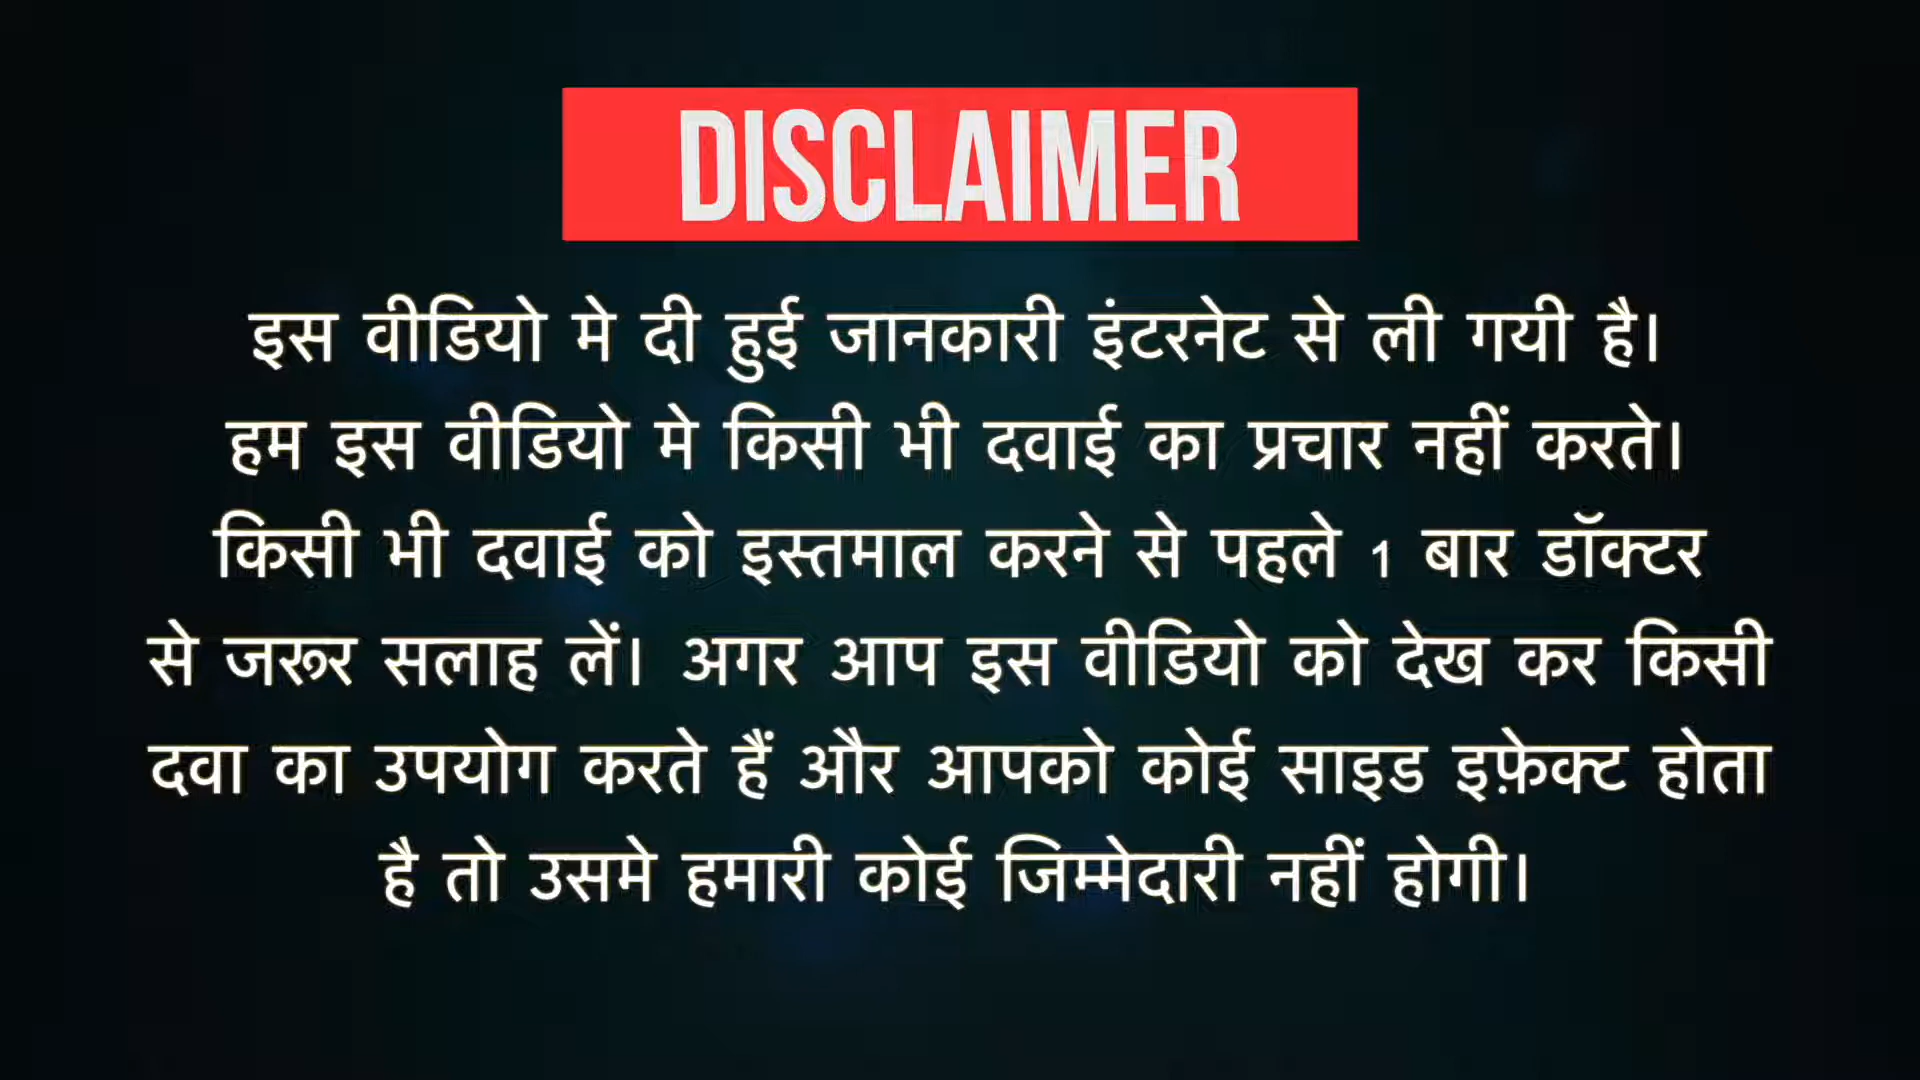 DISCLAIMER
इस वीडियो मे दी हुई जानकारी इंटरनेट से ली गयी है।
हम इस वीडियो मे किसी भी दवाई का प्रचार नहीं करते।
किसी भी दवाई को इस्तमाल करने से पहले 1 बार डॉक्टर
से जरूर सलाह लें। अगर आप इस वीडियो को देख कर किसी
दवा का उपयोग करते हैं और आपको कोई साइड इफ़ेक्ट होता
है तो उसमे हमारी कोई जिम्मेदारी नहीं होगी।